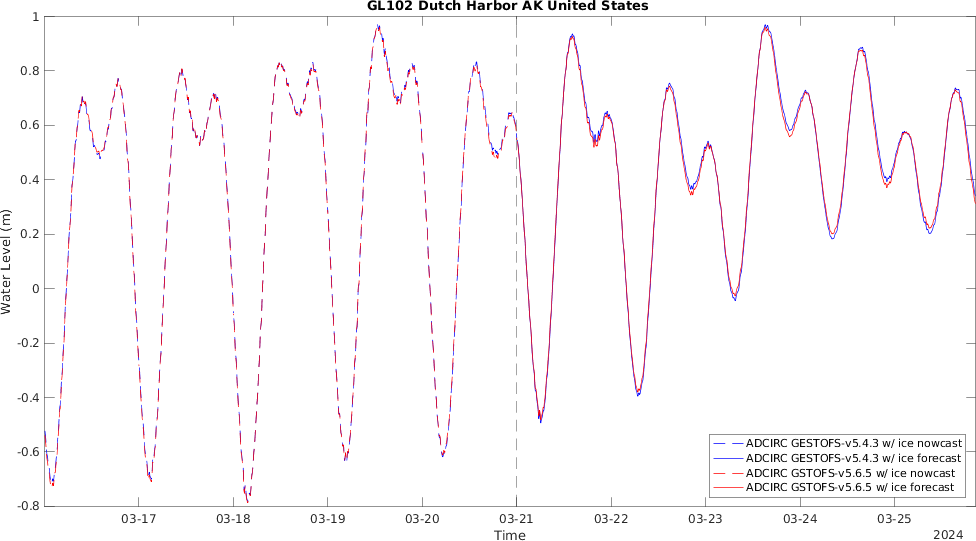 GL102 Dutch Harbor AK United States
1
0.8
0.6
0.4
0.2
0
-0.2
-0.4
-0.6
-0.8
Water Level (m)
ADCIRC GESTOFS-v5.4.3 w/ ice nowcast
ADCIRC GESTOFS-v5.4.3 w/ ice forecast
ADCIRC GSTOFS-v5.6.5 w/ ice nowcast
ADCIRC GSTOFS-v5.6.5 w/ ice forecast
03-17 03-18 03-19 03-20 03-21 03-22 03-23 03-24 03-25
Time
2024